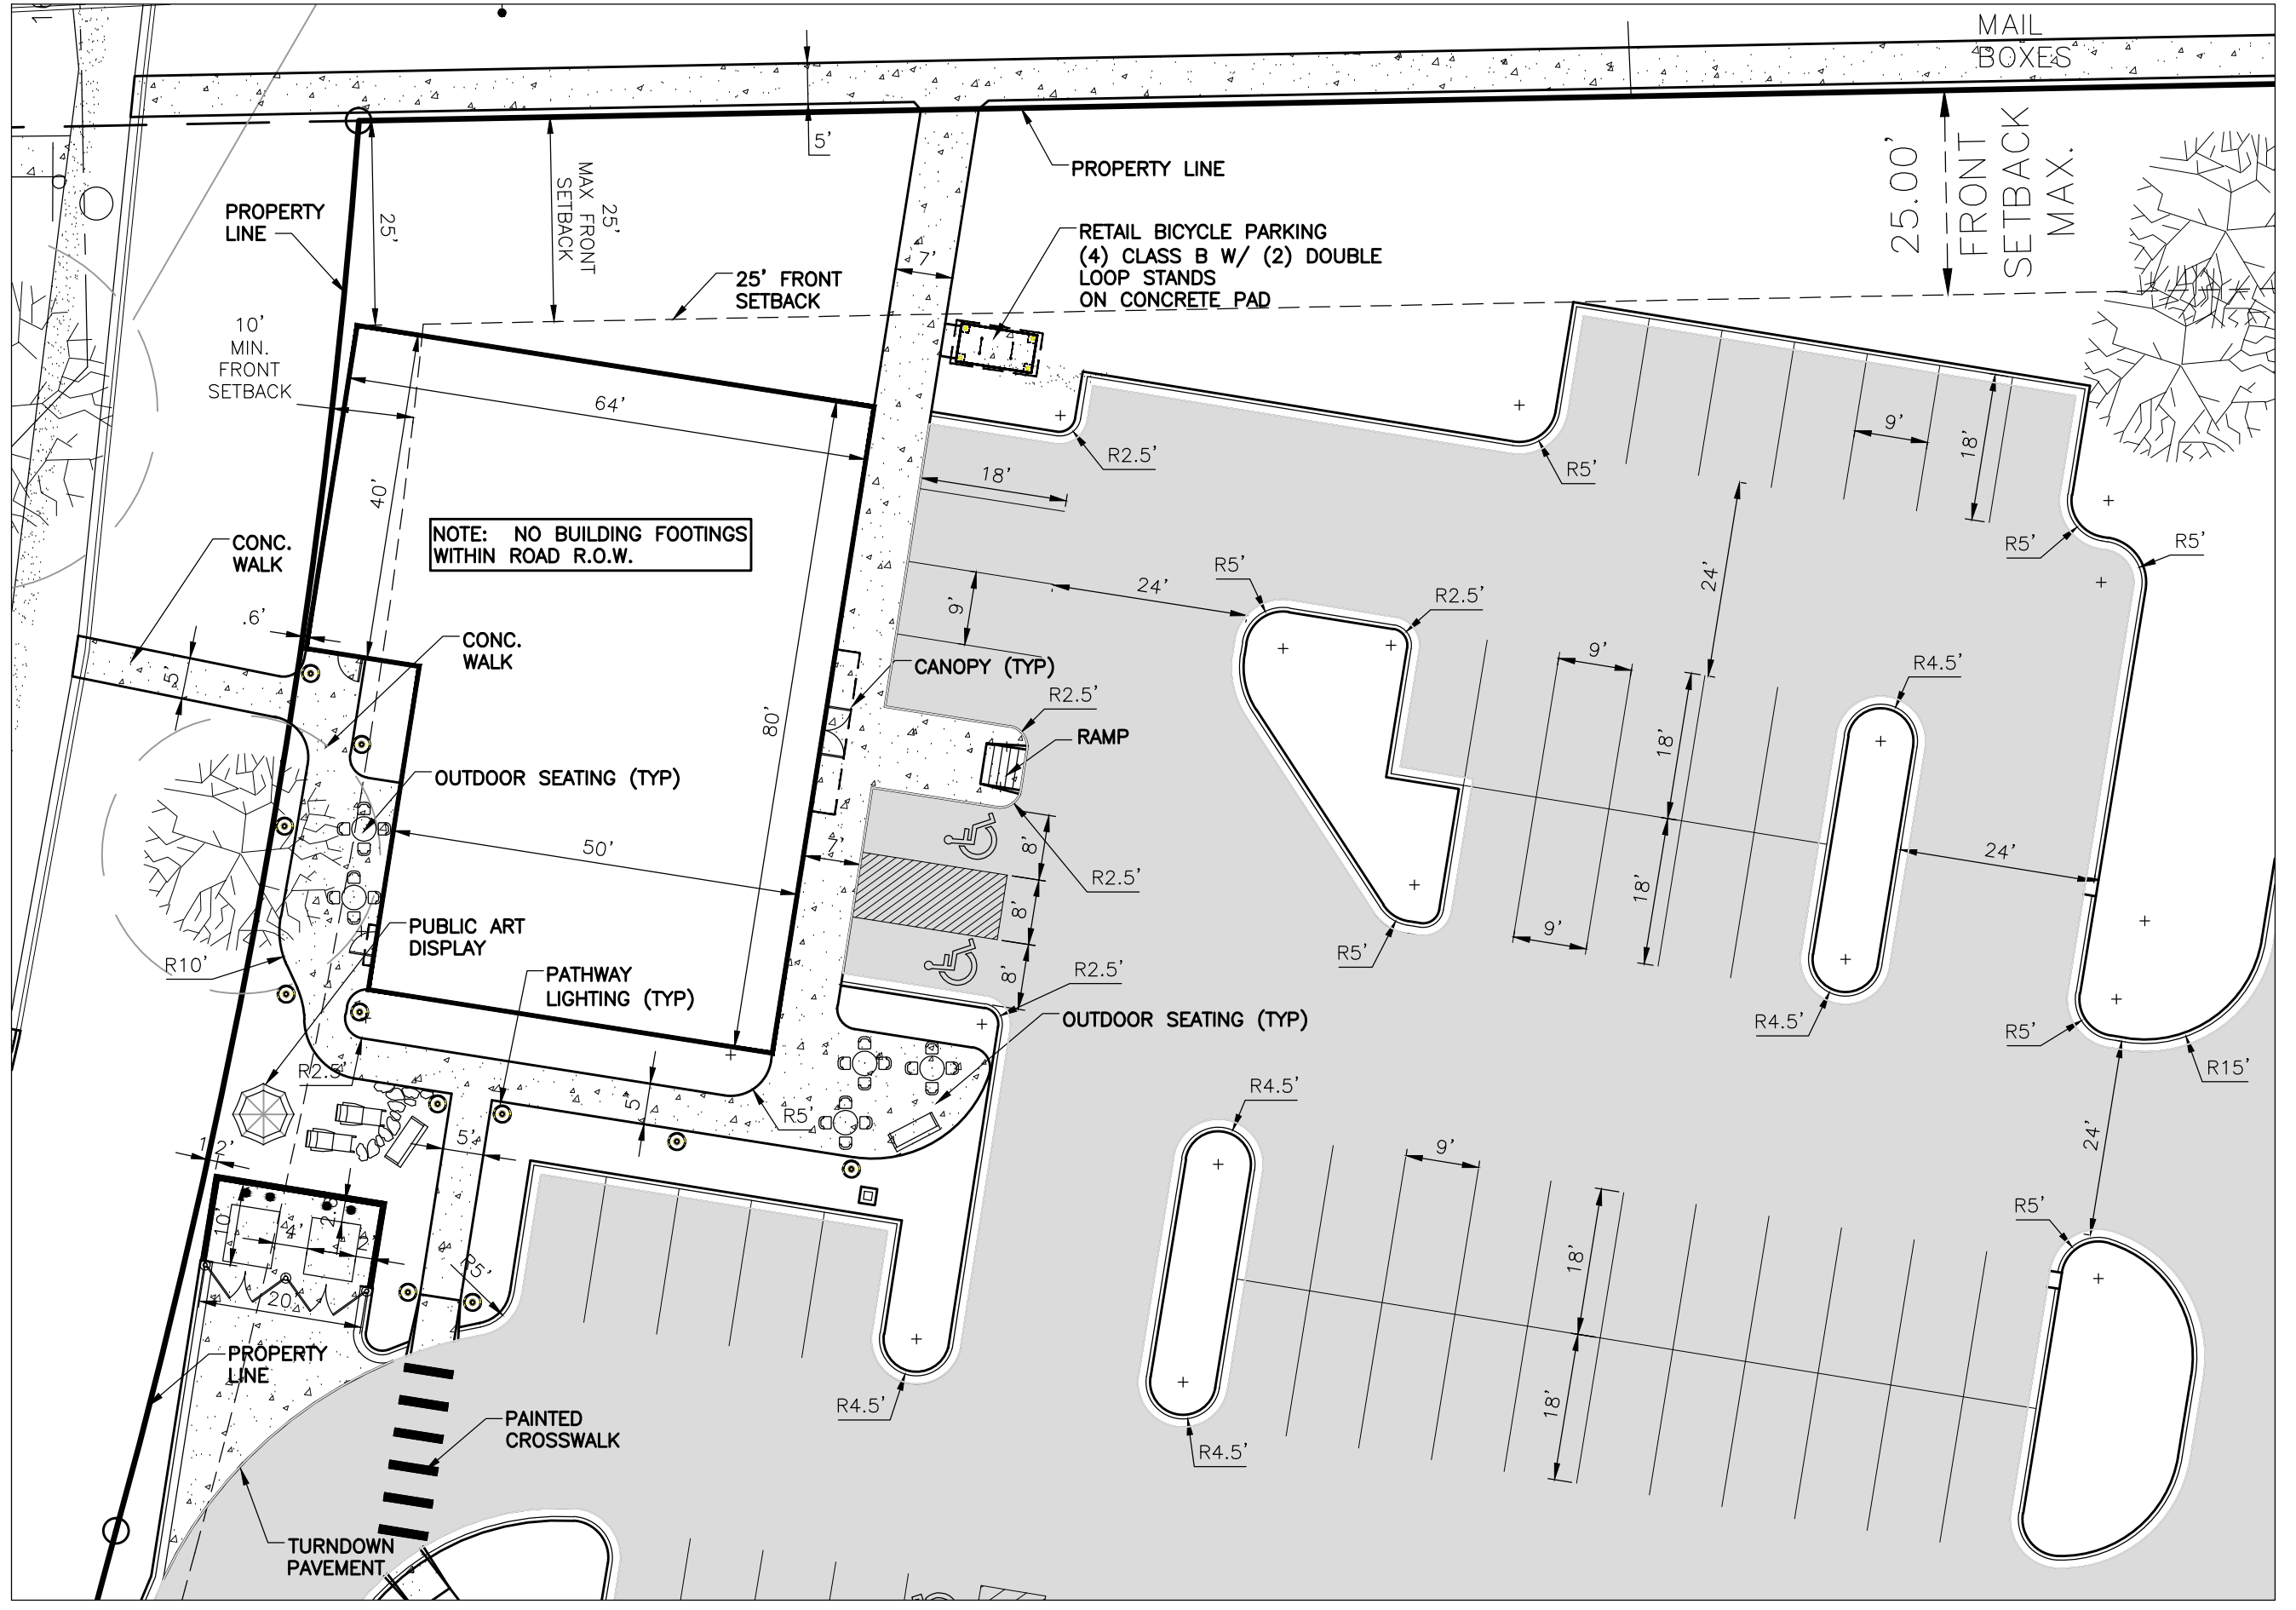 MAIL
BOXES
5'
PROPERTY LINE
25.00'
FRONT
SETBACK
MAX.
PROPERTY
LINE
25'
25'
MAX FRONT
SETBACK
RETAIL BICYCLE PARKING
(4) CLASS B W/ (2) DOUBLE
LOOP STANDS
ON CONCRETE PAD
7'
25' FRONT
SETBACK
10'
MIN.
FRONT
SETBACK
64'
40'
R2.5'
R5'
9'
18'
18'
NOTE: NO BUILDING FOOTINGS
WITHIN ROAD R.O.W.
CONC.
WALK
R5'
R5'
24'
R5'
24'
R2.5'
9'
.6'
CONC.
WALK
9'
5'
CANOPY (TYP)
R2.5'
R4.5'
80'
RAMP
18'
OUTDOOR SEATING (TYP)
50'
7'
8'
R2.5'
24'
18'
8'
PUBLIC ART
DISPLAY
9'
R5'
R10'
PATHWAY
LIGHTING (TYP)
8'
R2.5'
OUTDOOR SEATING (TYP)
R4.5'
R5'
R15'
R2.5'
5'
R5'
R4.5'
5'
9'
24'
2'
10'
4'
2'
R5'
R5'
18'
20'
PROPERTY
LINE
R4.5'
18'
PAINTED
CROSSWALK
R4.5'
TURNDOWN
PAVEMENT